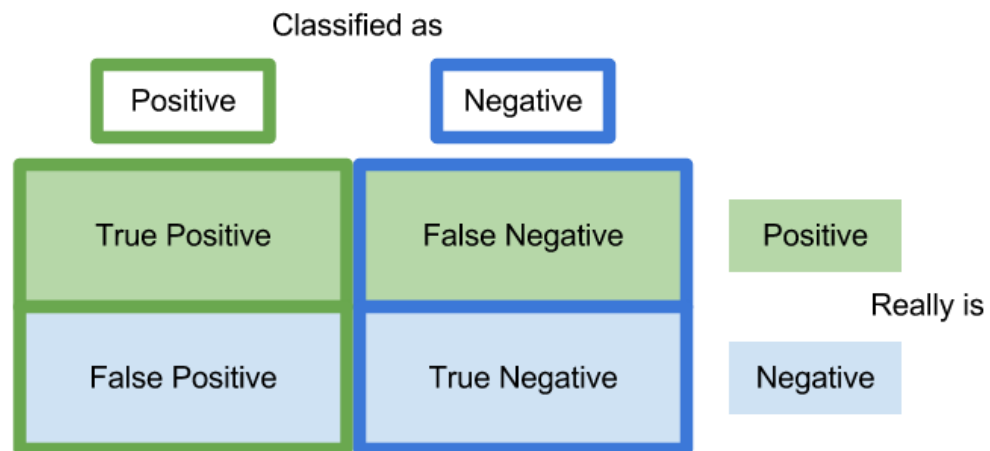 Classified as
Positive
Negative
True Positive
False Negative
Positive
Really is
False Positive
True Negative
Negative